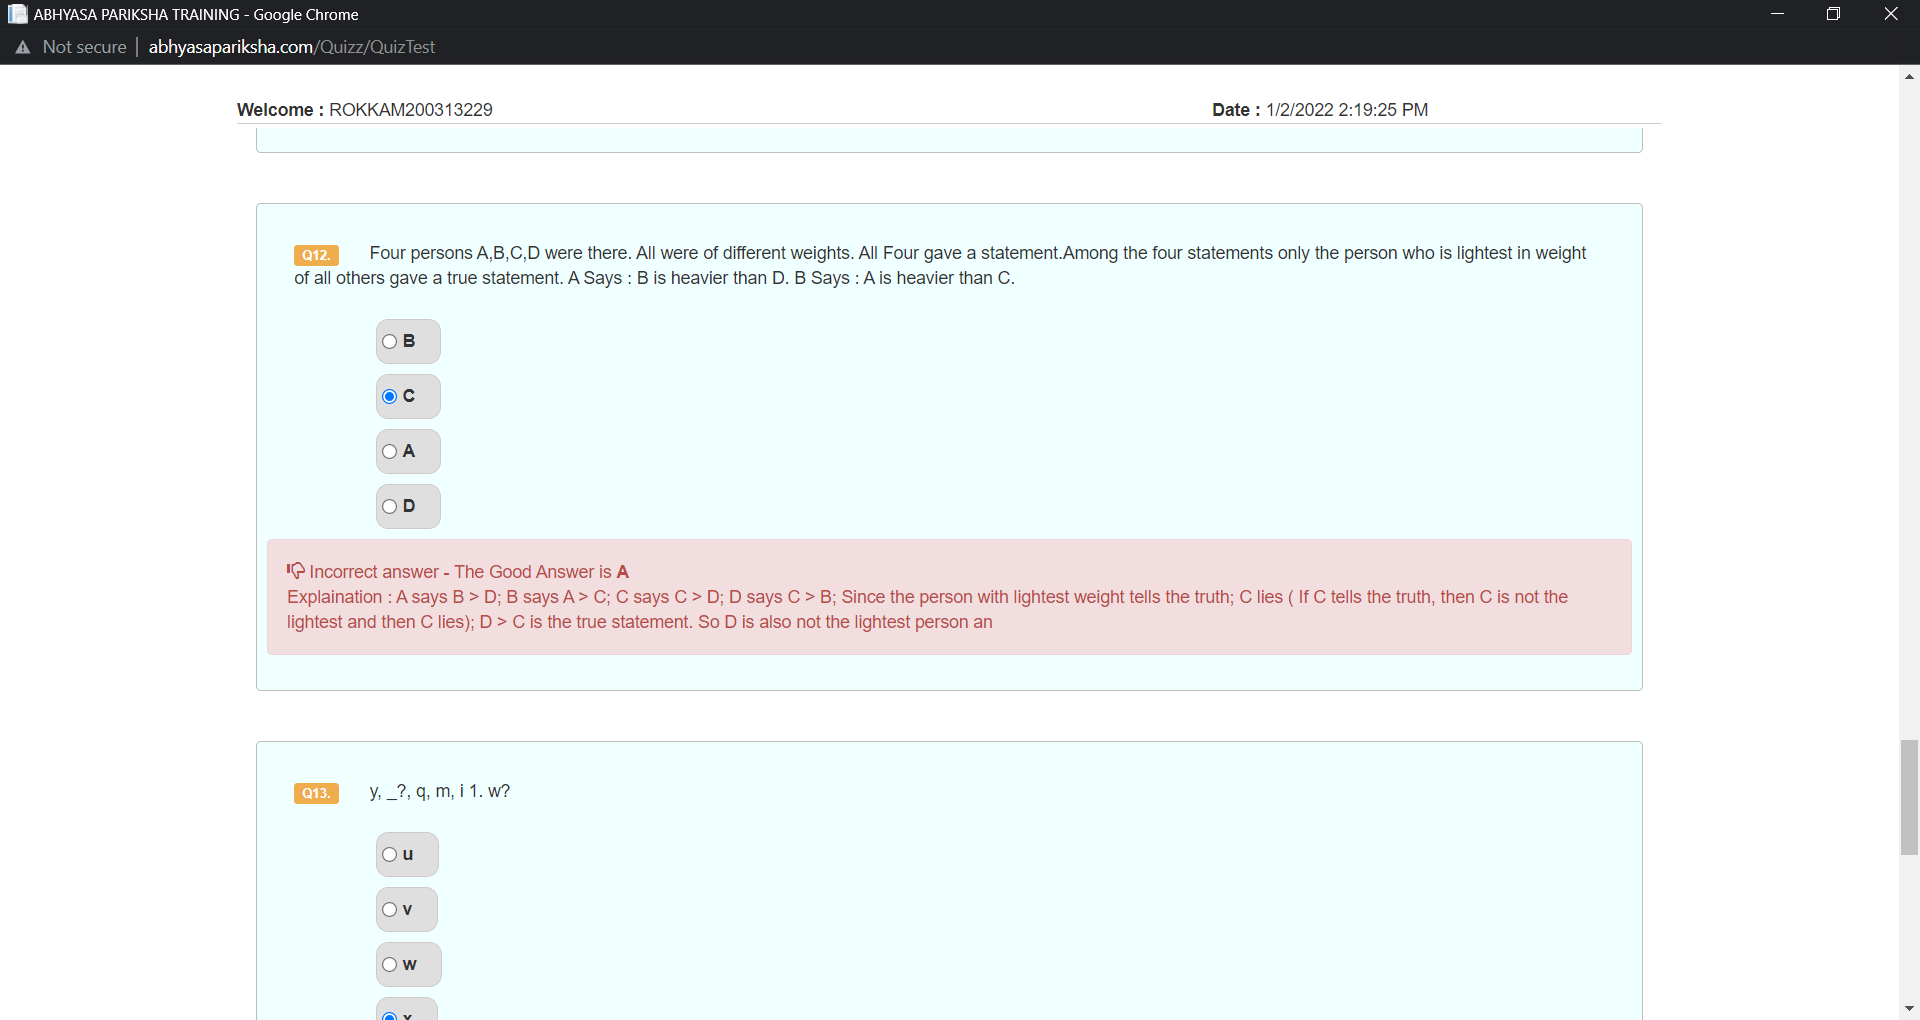 ABHYASA PARIKSHA TRAINING - Google Chrome
Not secure | abhyasapariksha.com/Quizz/QuizTest
Welcome : ROKKAM200313229
Date : 1/2/2022 2:19:25 PM
Q12. Four persons A,B,C,D were there. All were of different weights. All Four gave a statement.Among the four statements only the person who is lightest in weight
of all others gave a true statement. A Says : B is heavier than D. B Says : A is heavier than C.
B
C
A
D
Incorrect answer - The Good Answer is A
Explaination : A says B > D; B says A > C; C says C > D; D says C > B; Since the person with lightest weight tells the truth; C lies ( If C tells the truth, then C is not the
lightest and then C lies); D > C is the true statement. So D is also not the lightest person an
Q13. y, _?, q, m, i 1. w?
u
v
w
x